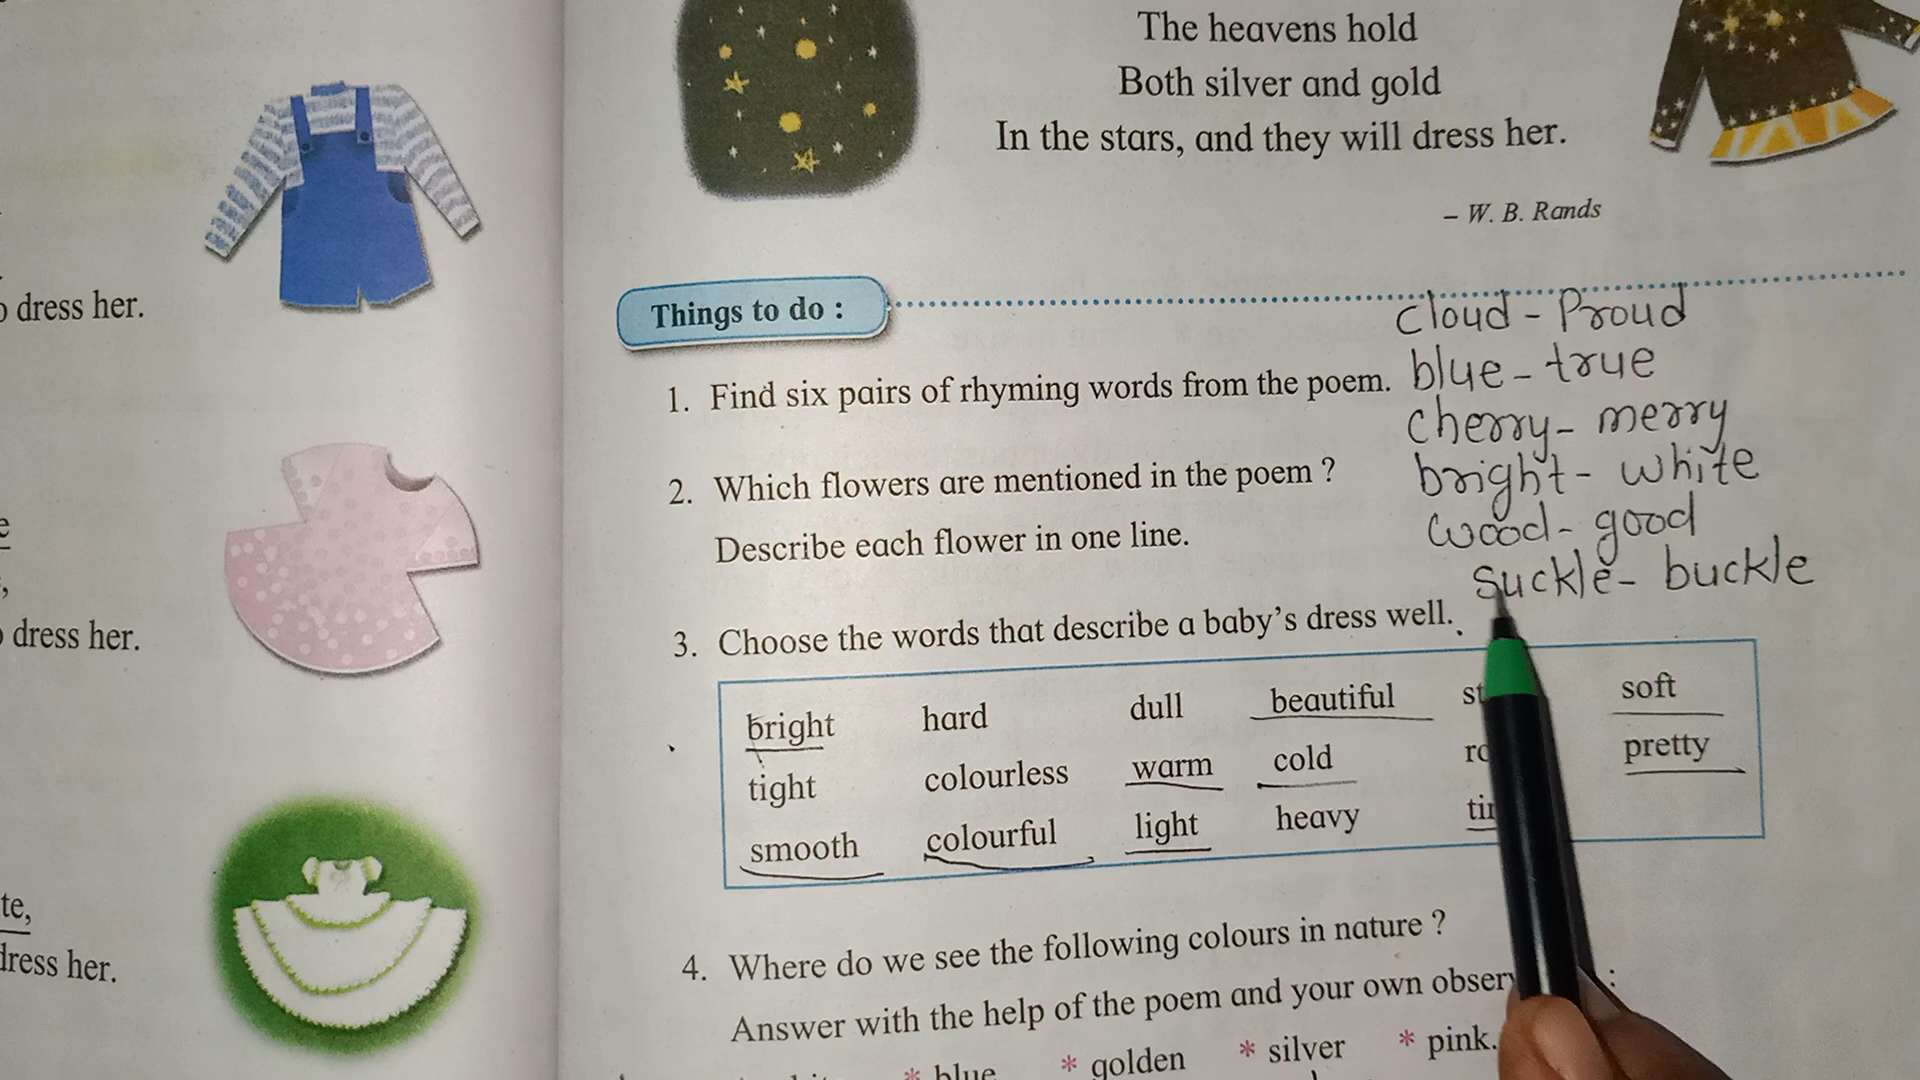 dress her.
e
,
dress her.
te,
dress her.
The heavens hold
Both silver and gold
In the stars, and they will dress her.
– W. B. Rands
Things to do :
cloud - Proud
1. Find six pairs of rhyming words from the poem.
blue - true
cherry - merry
2. Which flowers are mentioned in the poem ?
bright - white
Describe each flower in one line.
wood - good
suckle - buckle
3. Choose the words that describe a baby's dress well.
bright hard dull beautiful st soft
tight colourless warm cold pretty
smooth colourful light heavy
4. Where do we see the following colours in nature ?
Answer with the help of the poem and your own obser :
* blue * golden * silver * pink.